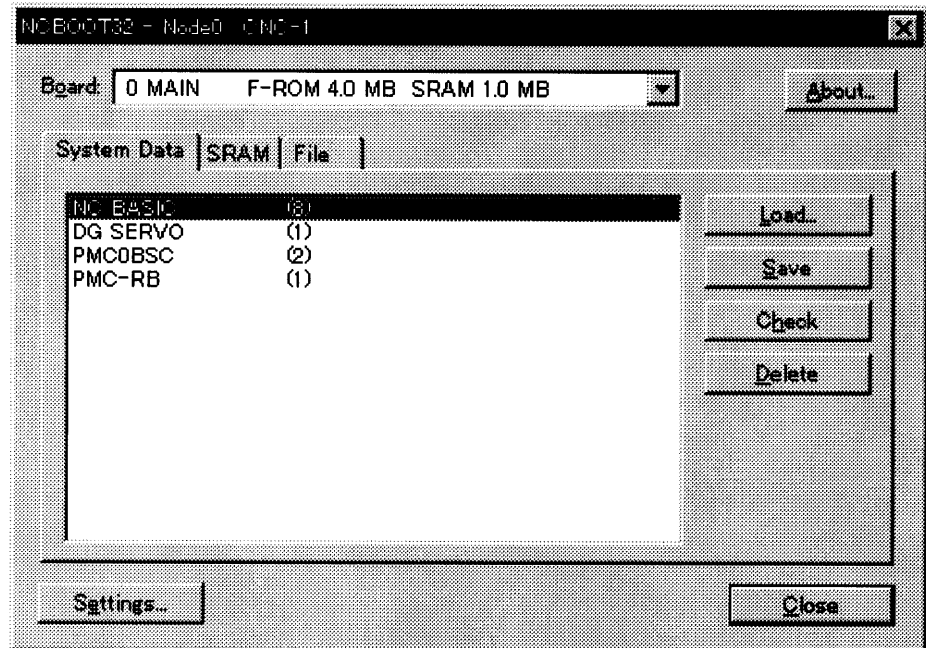 NCBOOT32 - Node0 CNC-1
Board: 0 MAIN F-ROM 4.0 MB SRAM 1.0 MB About...
System Data SRAM File
NC BASIC (8)
DG SERVO (1)
PMC0BSC (2)
PMC-RB (1)
Load...
Save
Check
Delete
Settings... Close